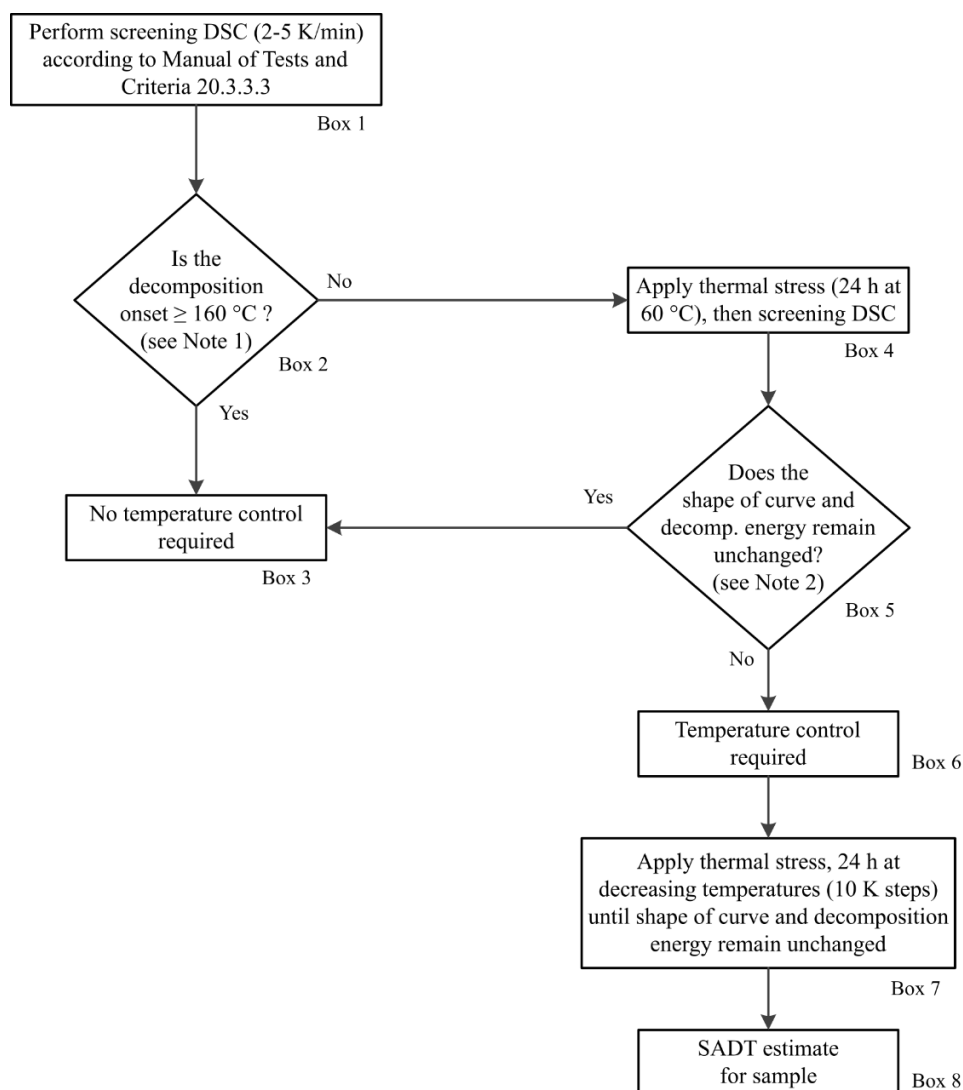 Perform screening DSC (2-5 K/min)
according to Manual of Tests and
Criteria 20.3.3.3
Box 1
Is the
decomposition
onset ≥ 160 °C ?
(see Note 1)
Box 2
No
Yes
Apply thermal stress (24 h at
60 °C), then screening DSC
Box 4
No temperature control
required
Box 3
Does the
shape of curve and
decomp. energy remain
unchanged?
(see Note 2)
Box 5
Yes
No
Temperature control
required
Box 6
Apply thermal stress, 24 h at
decreasing temperatures (10 K steps)
until shape of curve and decomposition
energy remain unchanged
Box 7
SADT estimate
for sample
Box 8